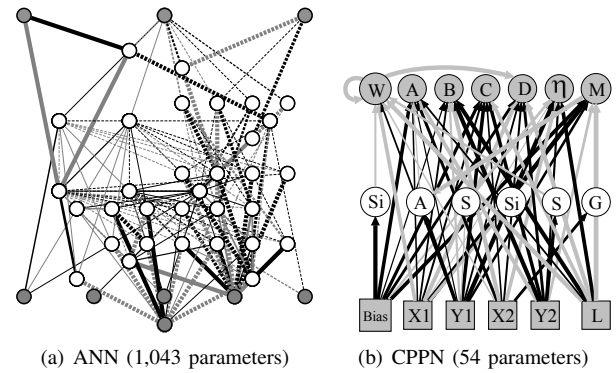 W A B C D η M
Si A S Si S G
Bias X1 Y1 X2 Y2 L
(a) ANN (1,043 parameters) (b) CPPN (54 parameters)